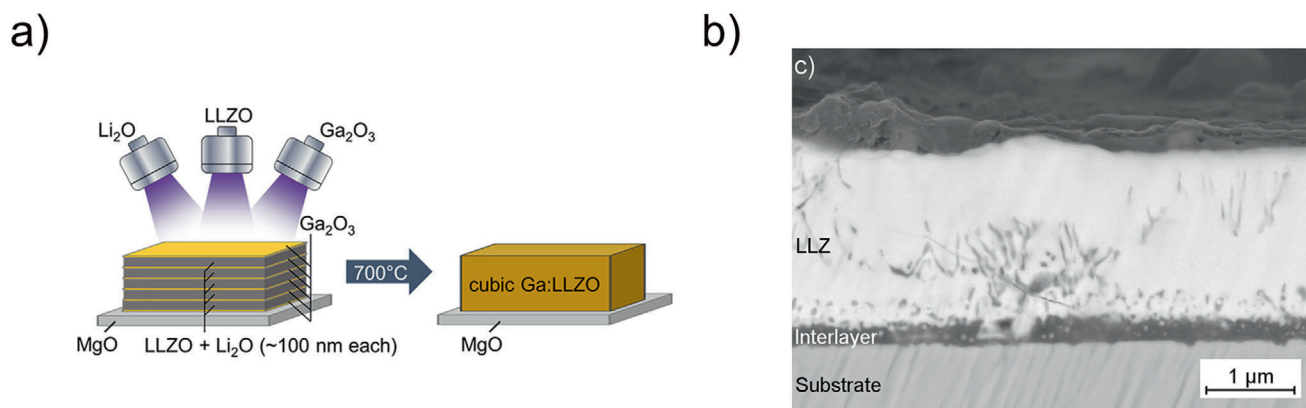 a)
Li₂O
LLZO
Ga₂O₃
Ga₂O₃
700°C
cubic Ga:LLZO
MgO
LLZO + Li₂O (~100 nm each)
MgO
b)
c)
LLZ
Interlayer
Substrate
1 µm